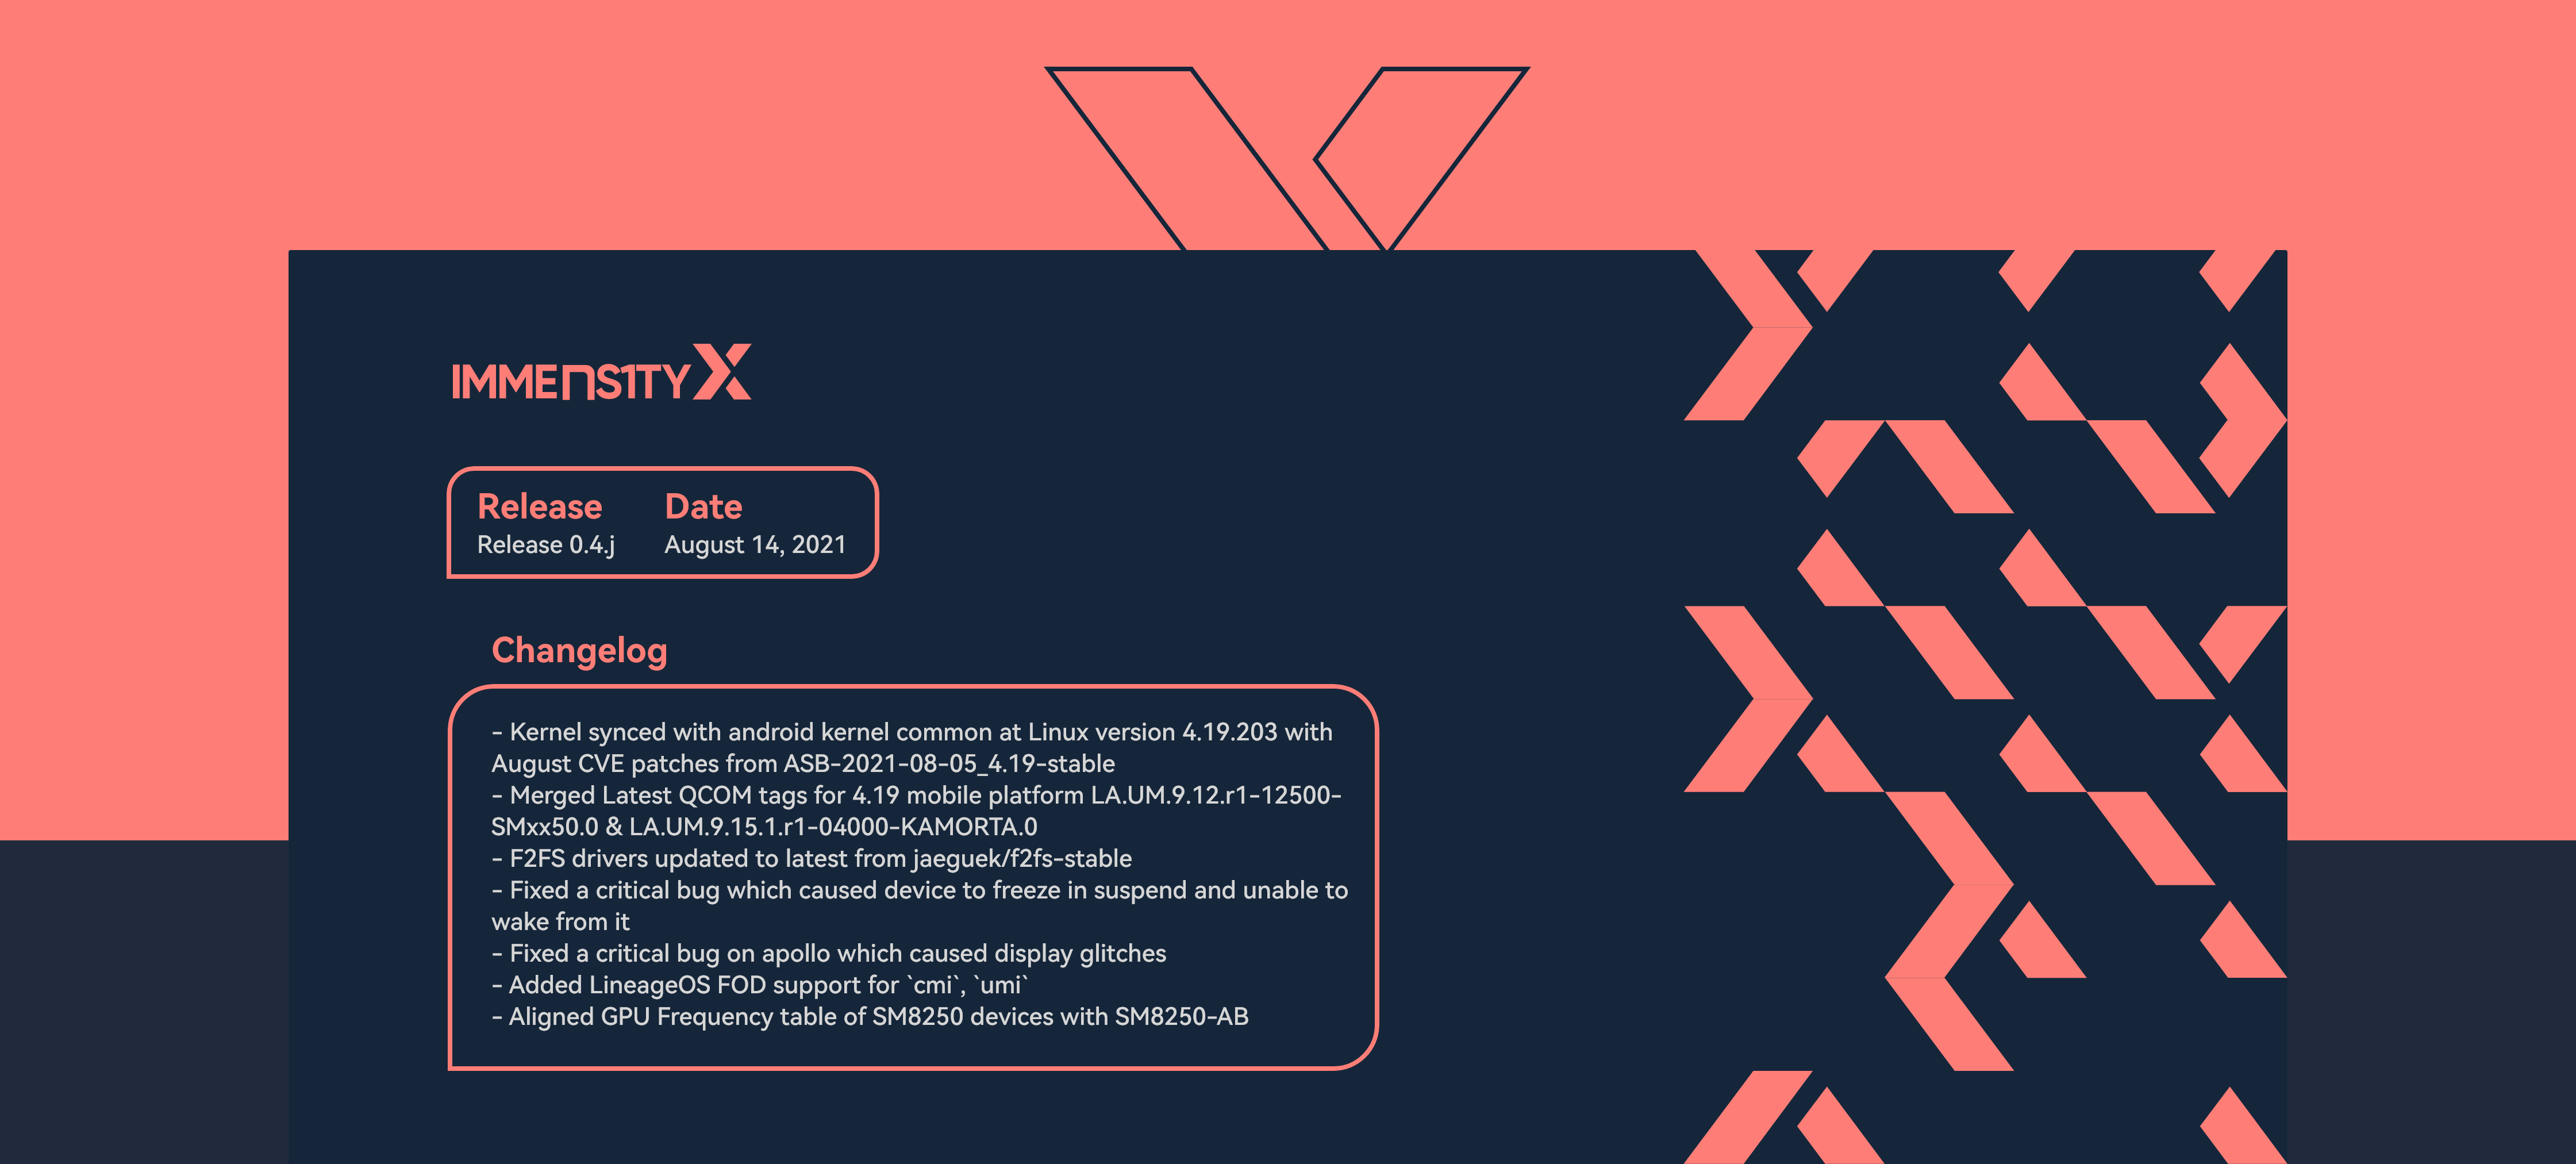 IMMENSITY X
Release Date
Release 0.4.j August 14, 2021
Changelog
- Kernel synced with android kernel common at Linux version 4.19.203 with
August CVE patches from ASB-2021-08-05_4.19-stable
- Merged Latest QCOM tags for 4.19 mobile platform LA.UM.9.12.r1-12500-
SMxx50.0 & LA.UM.9.15.1.r1-04000-KAMORTA.0
- F2FS drivers updated to latest from jaeguek/f2fs-stable
- Fixed a critical bug which caused device to freeze in suspend and unable to
wake from it
- Fixed a critical bug on apollo which caused display glitches
- Added LineageOS FOD support for `cmi`, `umi`
- Aligned GPU Frequency table of SM8250 devices with SM8250-AB